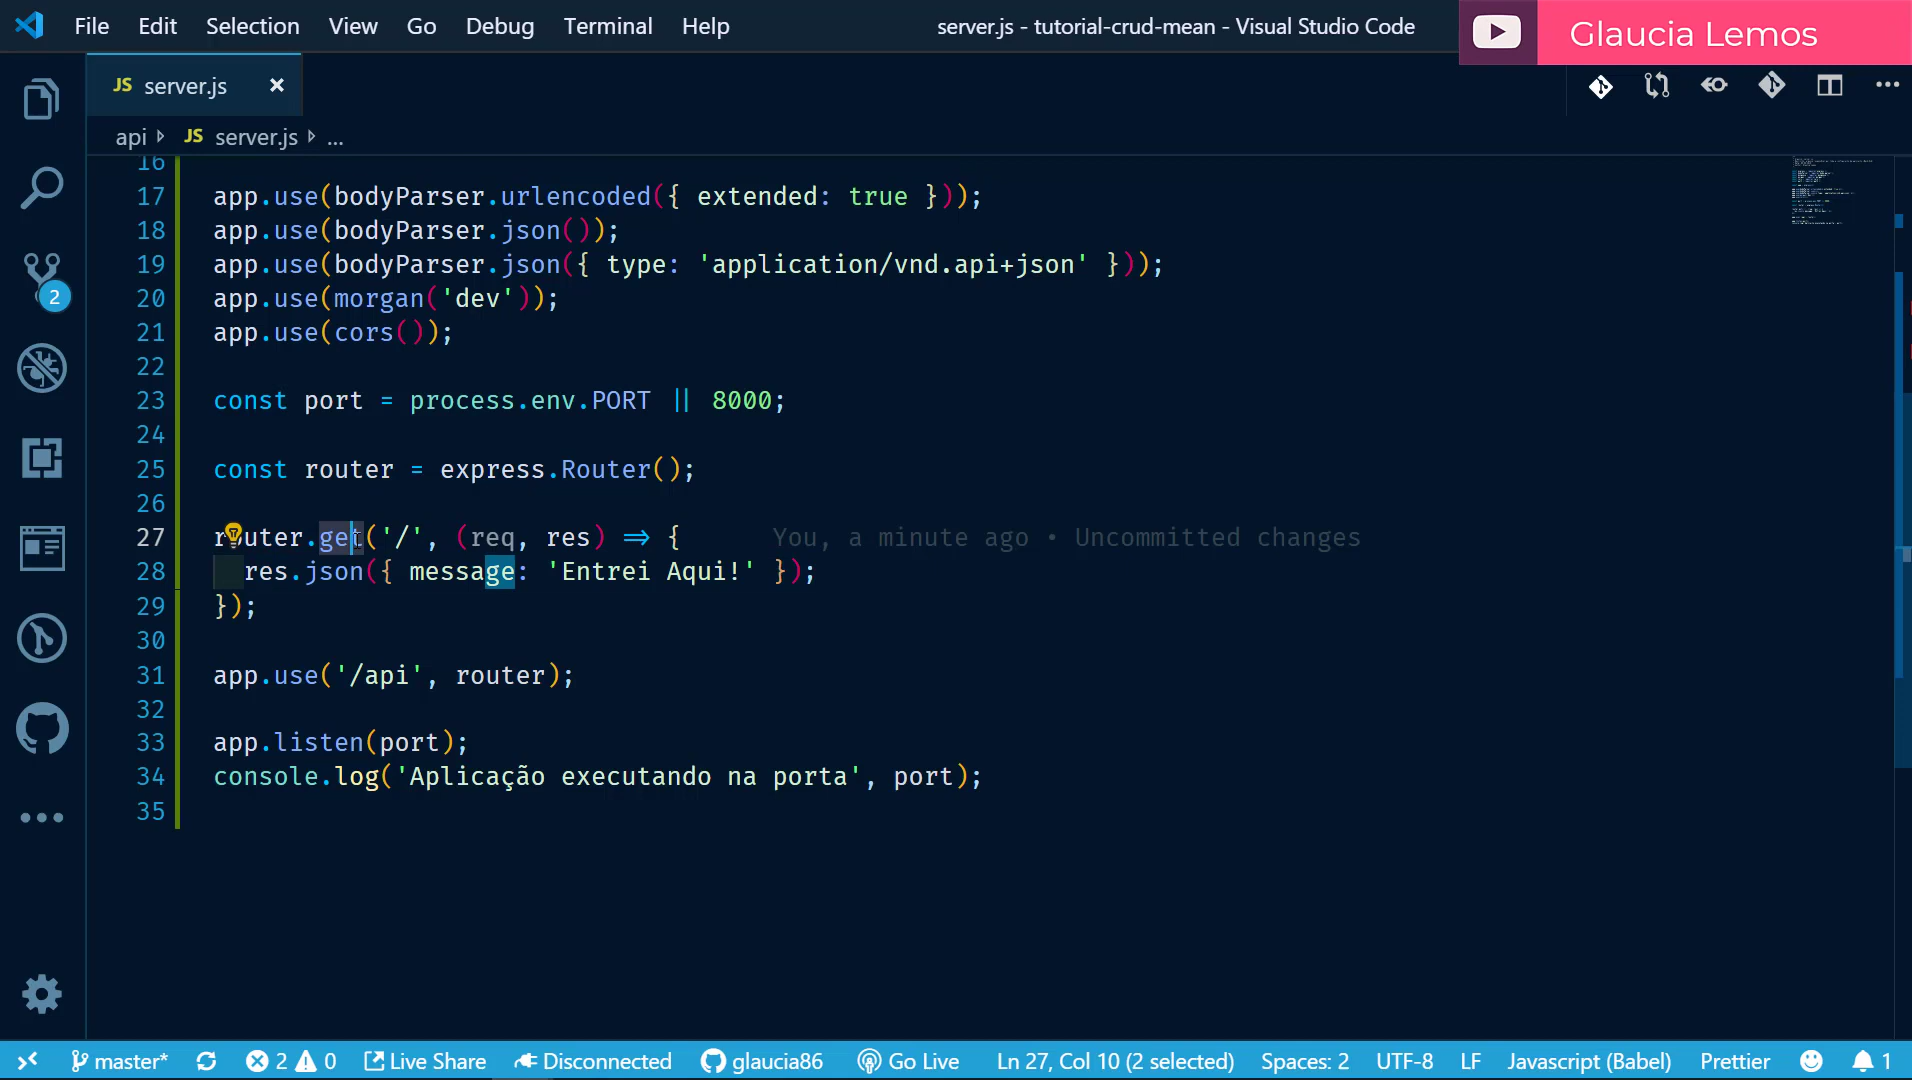 File Edit Selection View Go Debug Terminal Help
server.js - tutorial-crud-mean - Visual Studio Code
Glaucia Lemos
JS server.js ×
api JS server.js ...
16
17 app.use(bodyParser.urlencoded({ extended: true }));
18 app.use(bodyParser.json());
19 app.use(bodyParser.json({ type: 'application/vnd.api+json' }));
20 app.use(morgan('dev'));
21 app.use(cors());
22
23 const port = process.env.PORT || 8000;
24
25 const router = express.Router();
26
27 router.get('/', (req, res) => { You, a minute ago • Uncommitted changes
28 res.json({ message: 'Entrei Aqui!' });
29 });
30
31 app.use('/api', router);
32
33 app.listen(port);
34 console.log('Aplicação executando na porta', port);
35
2
master* 2 0 Live Share Disconnected glaucia86 Go Live Ln 27, Col 10 (2 selected) Spaces: 2 UTF-8 LF Javascript (Babel) Prettier 1